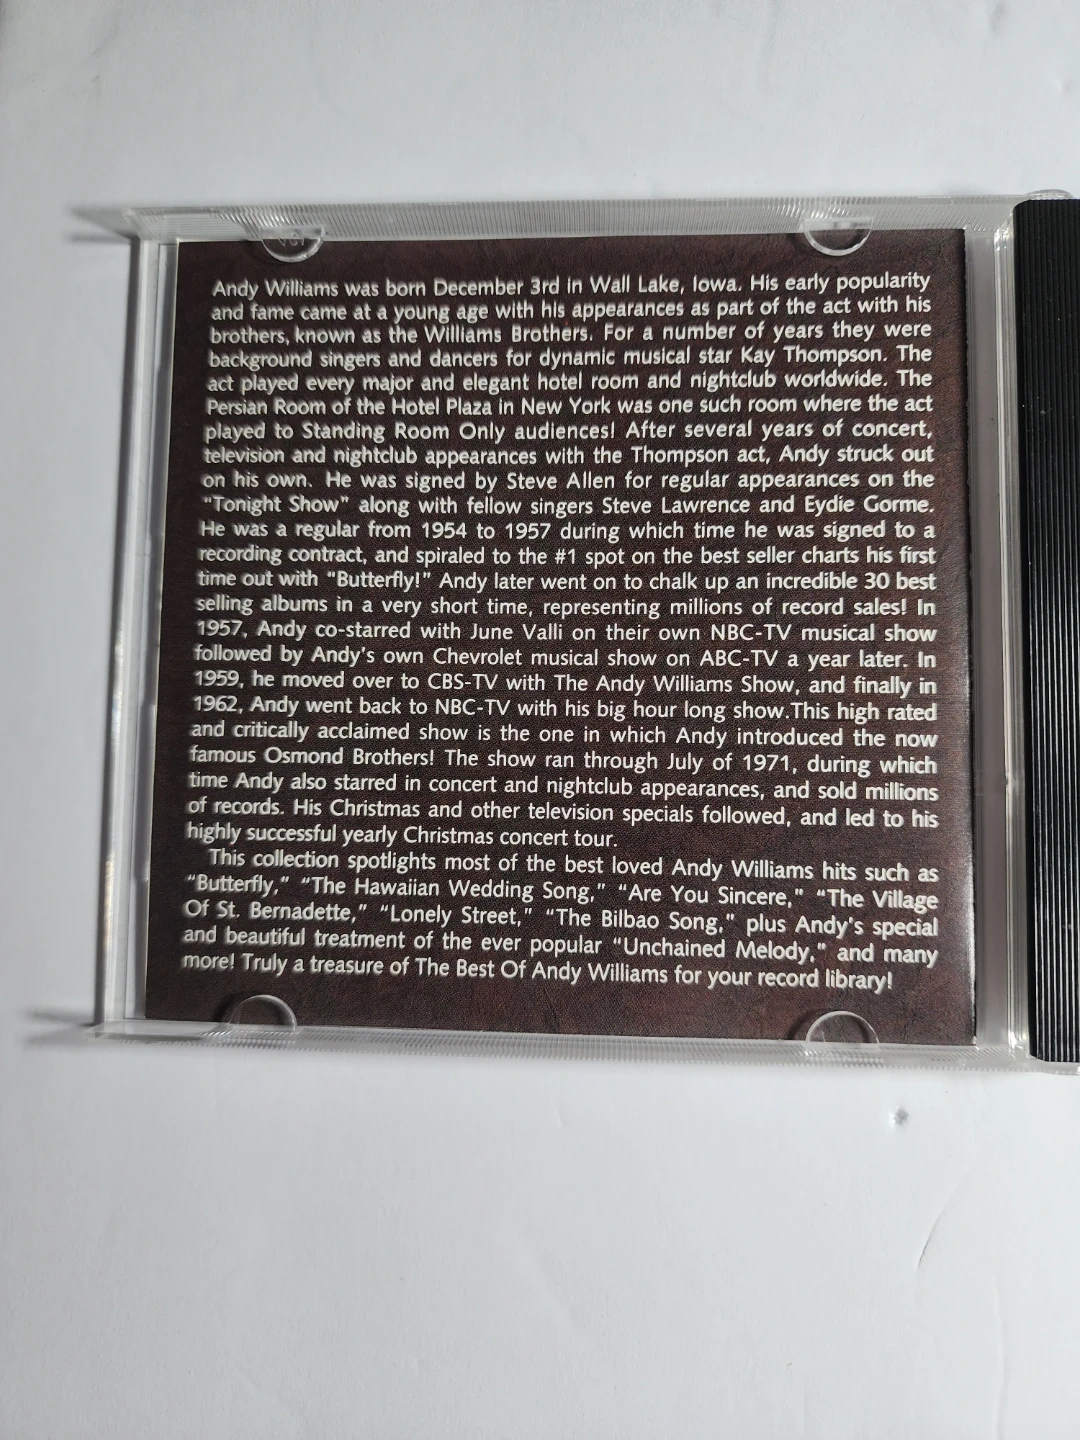 Andy Williams was born December 3rd in Wall Lake, Iowa. His early popularity
and fame came at a young age with his appearances as part of the act with his
brothers, known as the Williams Brothers. For a number of years they were
background singers and dancers for dynamic musical star Kay Thompson. The
act played every major and elegant hotel room and nightclub worldwide. The
Persian Room of the Hotel Plaza in New York was one such room where the act
played to Standing Room Only audiences! After several years of concert,
television and nightclub appearances with the Thompson act, Andy struck out
on his own. He was signed by Steve Allen for regular appearances on the
"Tonight Show" along with fellow singers Steve Lawrence and Eydie Gorme.
He was a regular from 1954 to 1957 during which time he was signed to a
recording contract, and spiraled to the #1 spot on the best seller charts his first
time out with "Butterfly!" Andy later went on to chalk up an incredible 30 best
selling albums in a very short time, representing millions of record sales! In
1957, Andy co-starred with June Valli on their own NBC-TV musical show
followed by Andy's own Chevrolet musical show on ABC-TV a year later. In
1959, he moved over to CBS-TV with The Andy Williams Show, and finally in
1962, Andy went back to NBC-TV with his big hour long show.This high rated
and critically acclaimed show is the one in which Andy introduced the now
famous Osmond Brothers! The show ran through July of 1971, during which
time Andy also starred in concert and nightclub appearances, and sold millions
of records. His Christmas and other television specials followed, and led to his
highly successful yearly Christmas concert tour.
This collection spotlights most of the best loved Andy Williams hits such as
"Butterfly," "The Hawaiian Wedding Song," "Are You Sincere," "The Village
Of St. Bernadette," "Lonely Street," "The Bilbao Song," plus Andy's special
and beautiful treatment of the ever popular "Unchained Melody," and many
more! Truly a treasure of The Best Of Andy Williams for your record library!